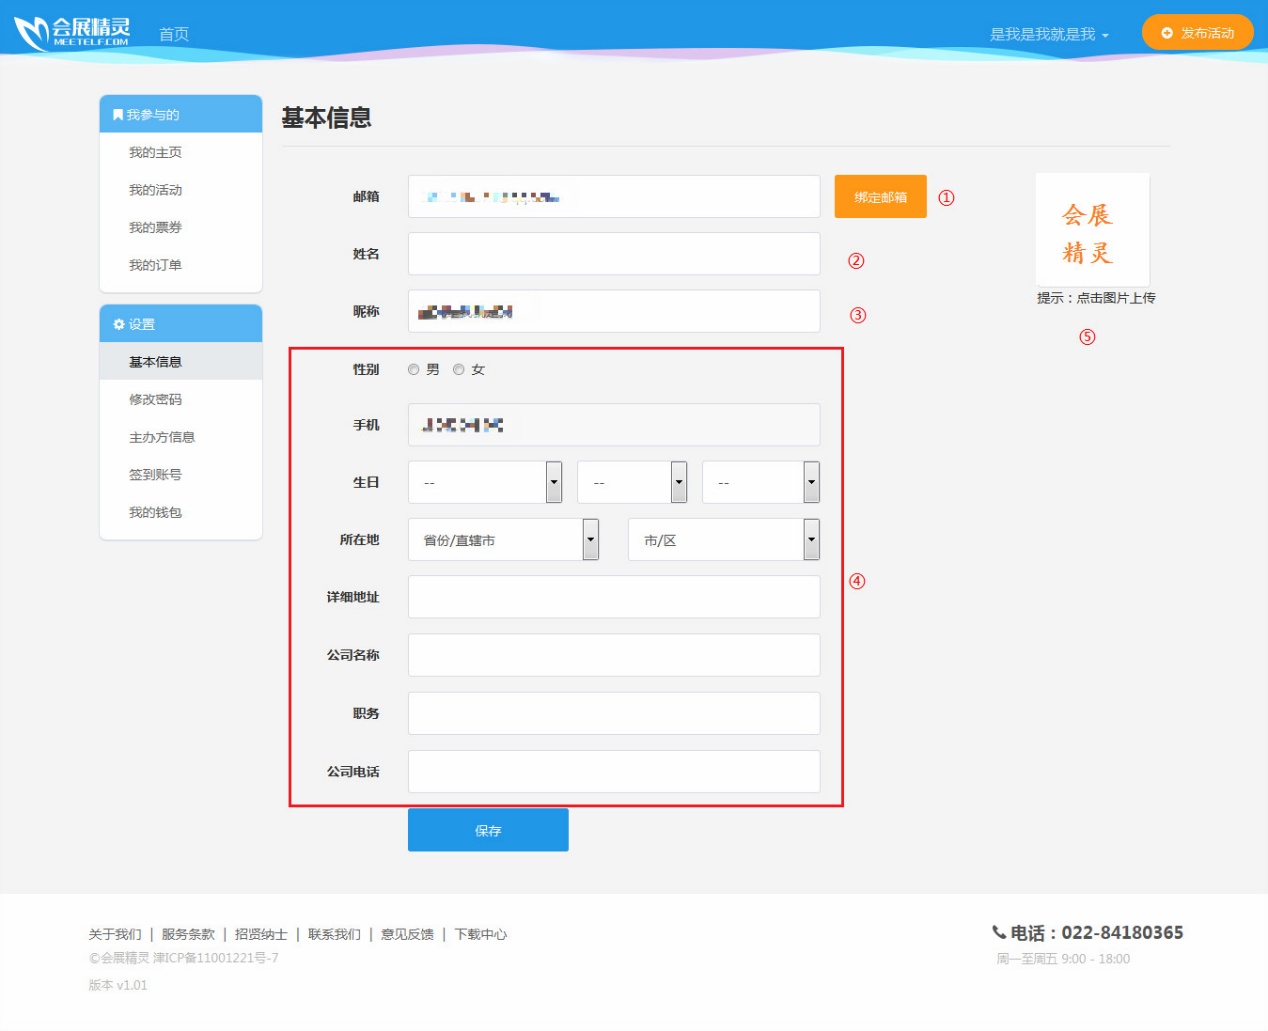 会展精灵
MEETELF.COM
首页
是我是我就是我
发布活动
我参与的
我的主页
我的活动
我的票券
我的订单
设置
基本信息
修改密码
主办方信息
签到账号
我的钱包
基本信息
邮箱
绑定邮箱
①
姓名
②
昵称
③
性别 男 女
手机
生日 -- -- --
所在地 省份/直辖市 市/区
详细地址
④
公司名称
职务
公司电话
保存
会展
精灵
提示：点击图片上传
⑤
关于我们 | 服务条款 | 招贤纳士 | 联系我们 | 意见反馈 | 下载中心
©会展精灵 津ICP备11001221号-7
版本 v1.01
电话：022-84180365
周一至周五 9:00 - 18:00